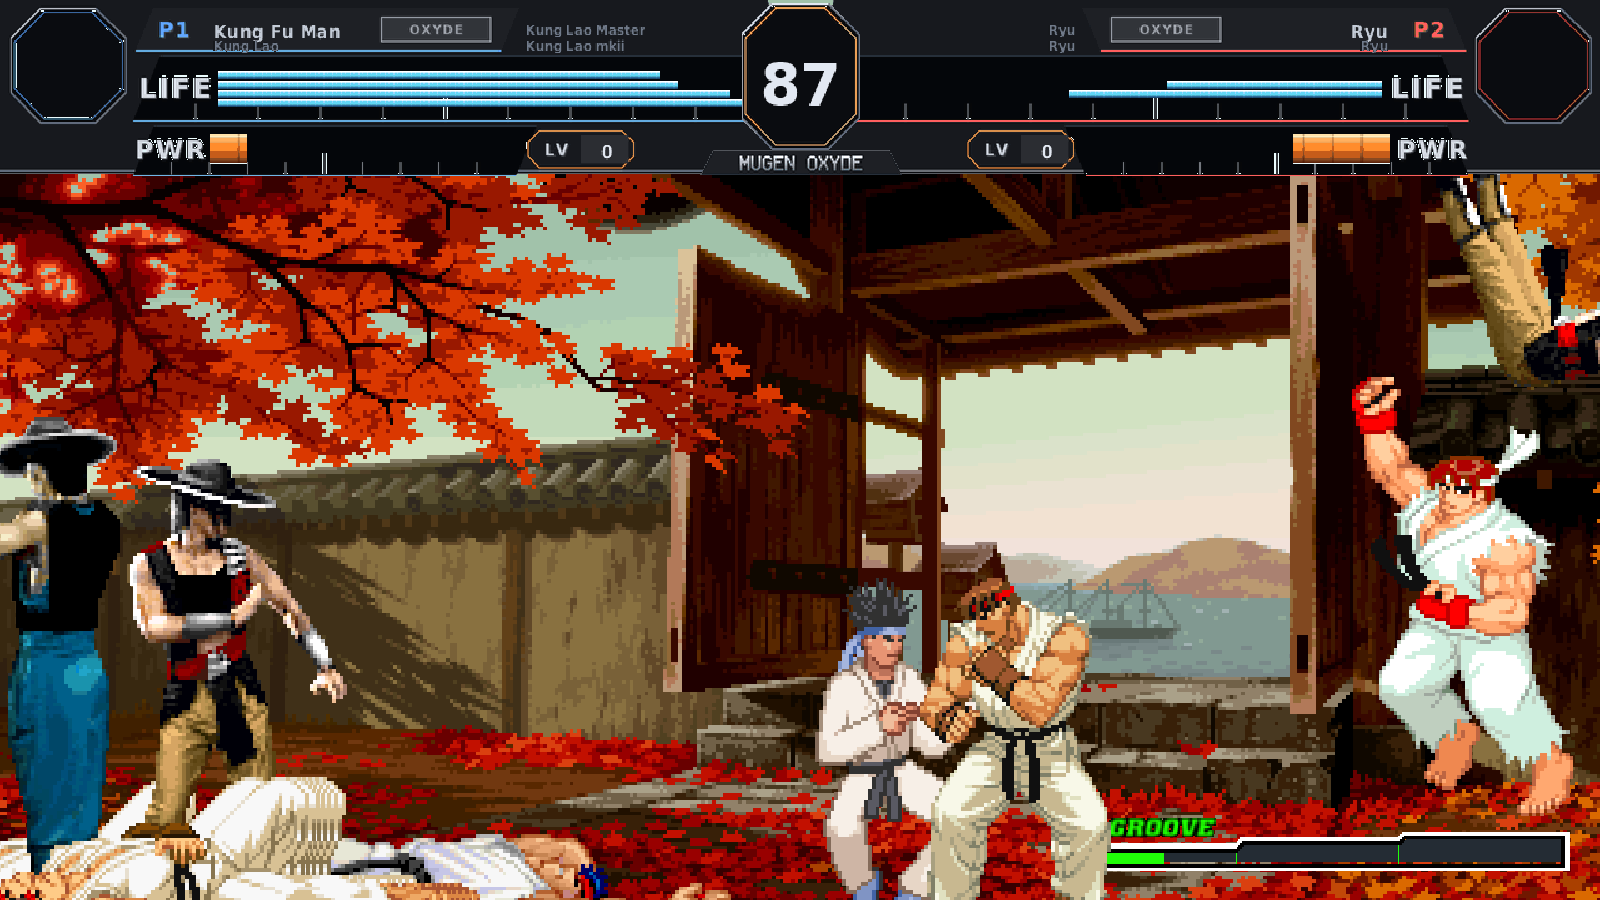 P1 Kung Fu Man OXYDE Kung Lao Master
Kung Lao Kung Lao mkii
87
Ryu OXYDE Ryu P2
Ryu Ryu
LIFE LIFE
PWR LV 0 LV 0 PWR
MUGEN OXYDE
GROOVE